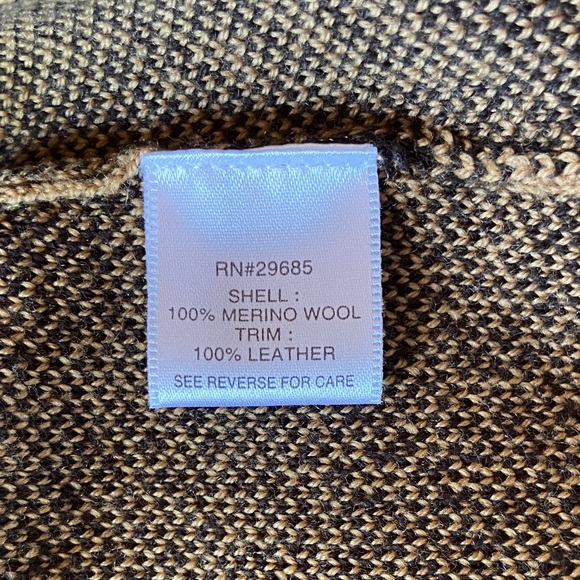 RN#29685
SHELL :
100% MERINO WOOL
TRIM :
100% LEATHER
SEE REVERSE FOR CARE